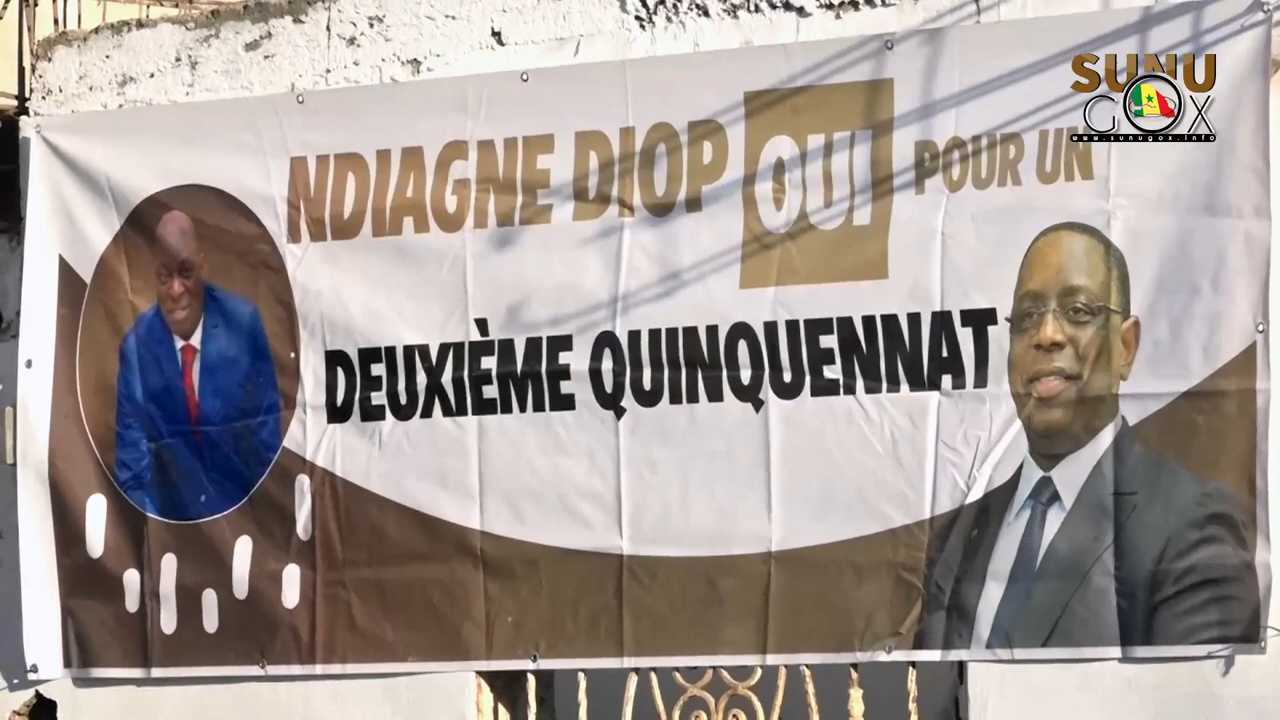 SUNU
GOX
www.sunugox.info
NDIAGNE DIOP OUI POUR UN
DEUXIÈME QUINQUENNAT